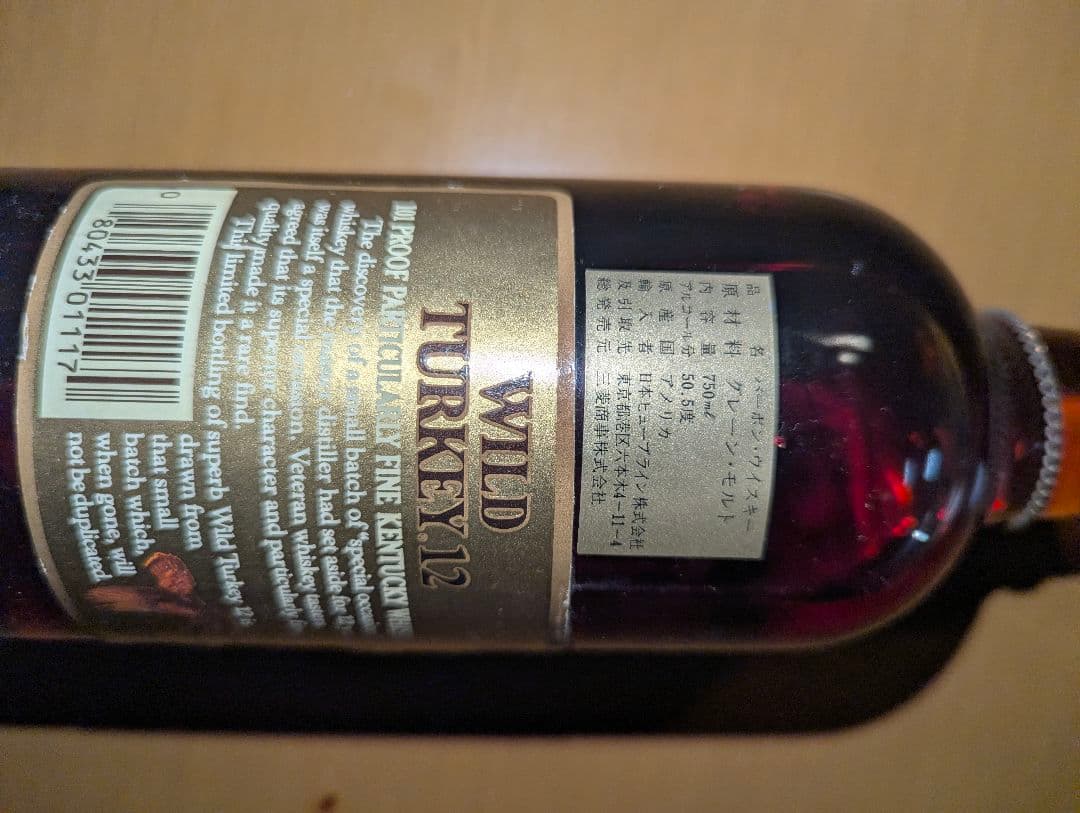 品名 バーボン・ウイスキー
原材料 グレーン・モルト
内容量 750ml
アルコール分 50.5度
原産国 アメリカ
輸入者 日本ヒューブライン株式会社
及引取先 東京都港区六本木4-11-4
総発売元 三菱商事株式会社
WILD
TURKEY.12
101 PROOF PARTICULARLY FINE KENTUCKY
The discovery of a small batch of "special
whiskey that the master distiller had set aside for
was itself a special occasion. Veteran whiskey
agreed that its superior character and particularly
quality made it a rare find.
This limited bottling of superb Wild Turkey 12 is
drawn from
that small
batch which,
when gone, will
not be duplicated.
0 80433 01117